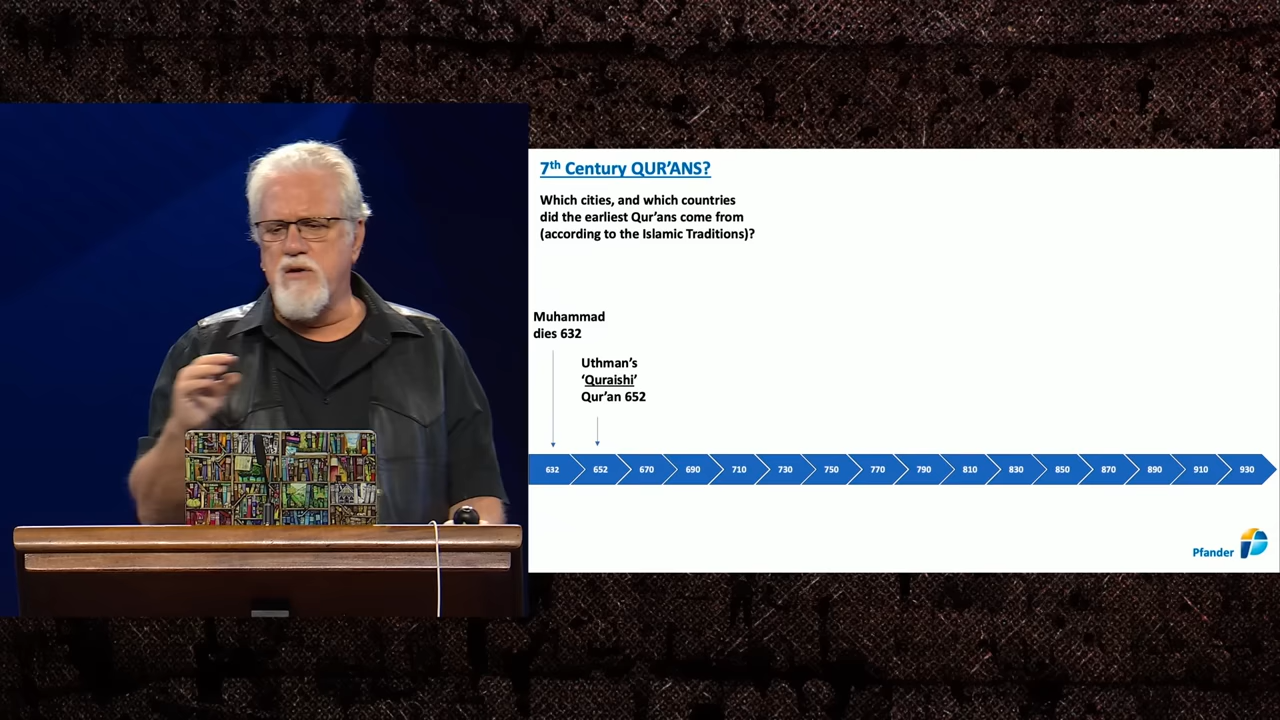 7th Century QUR'ANS?
Which cities, and which countries
did the earliest Qur'ans come from
(according to the Islamic Traditions)?
Muhammad
dies 632
Uthman's
'Quraishi'
Qur'an 652
632 652 670 690 710 730 750 770 790 810 830 850 870 890 910 930
Pfander